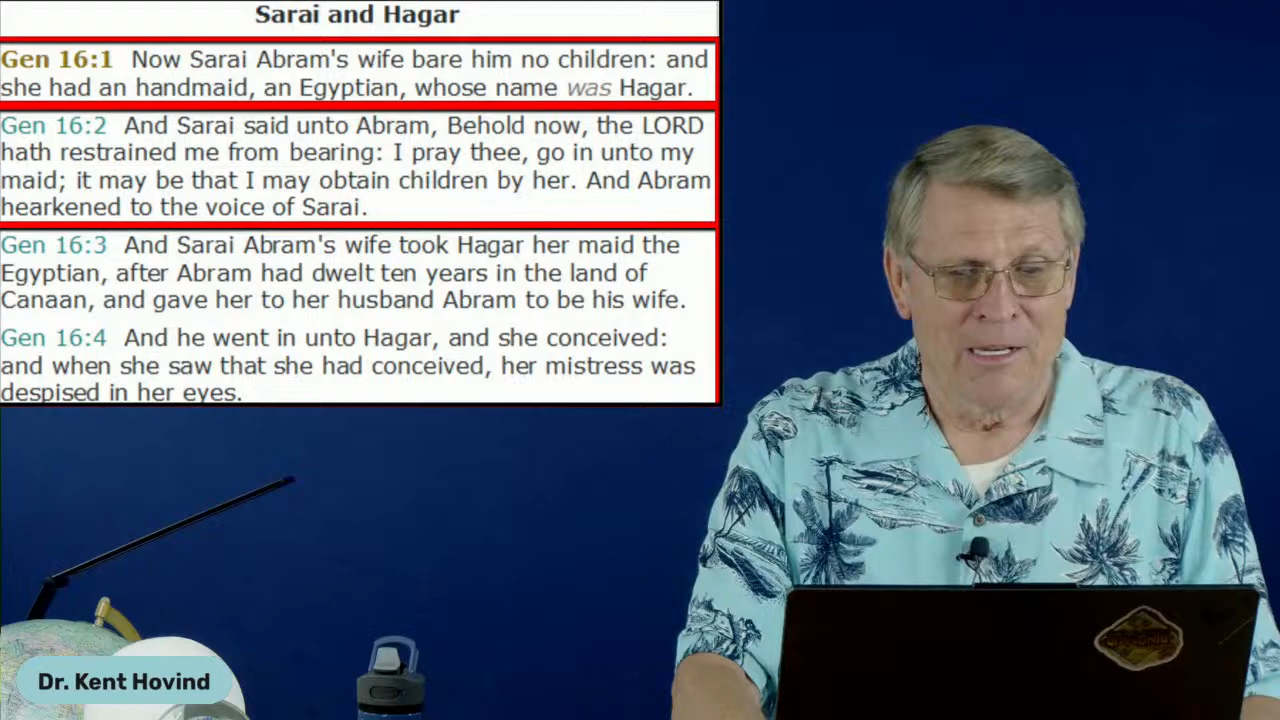 Sarai and Hagar
Gen 16:1 Now Sarai Abram's wife bare him no children: and
she had an handmaid, an Egyptian, whose name was Hagar.
Gen 16:2 And Sarai said unto Abram, Behold now, the LORD
hath restrained me from bearing: I pray thee, go in unto my
maid; it may be that I may obtain children by her. And Abram
hearkened to the voice of Sarai.
Gen 16:3 And Sarai Abram's wife took Hagar her maid the
Egyptian, after Abram had dwelt ten years in the land of
Canaan, and gave her to her husband Abram to be his wife.
Gen 16:4 And he went in unto Hagar, and she conceived:
and when she saw that she had conceived, her mistress was
despised in her eyes.
Dr. Kent Hovind